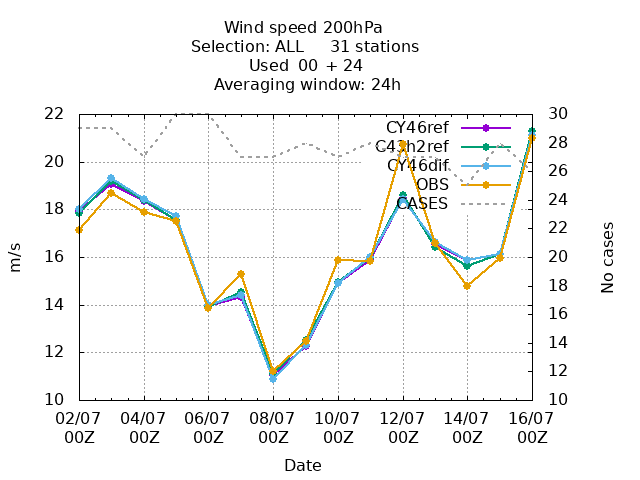 Wind speed 200hPa
Selection: ALL 31 stations
Used 00 + 24
Averaging window: 24h
22 30
CY46ref
28
C43h2ref
20 26
CY46dif
OBS
24
18 CASES
22
m/s
No cases
16 20
18
14 16
14
12 12
10 10
02/07 04/07 06/07 08/07 10/07 12/07 14/07 16/07
00Z 00Z 00Z 00Z 00Z 00Z 00Z 00Z
Date